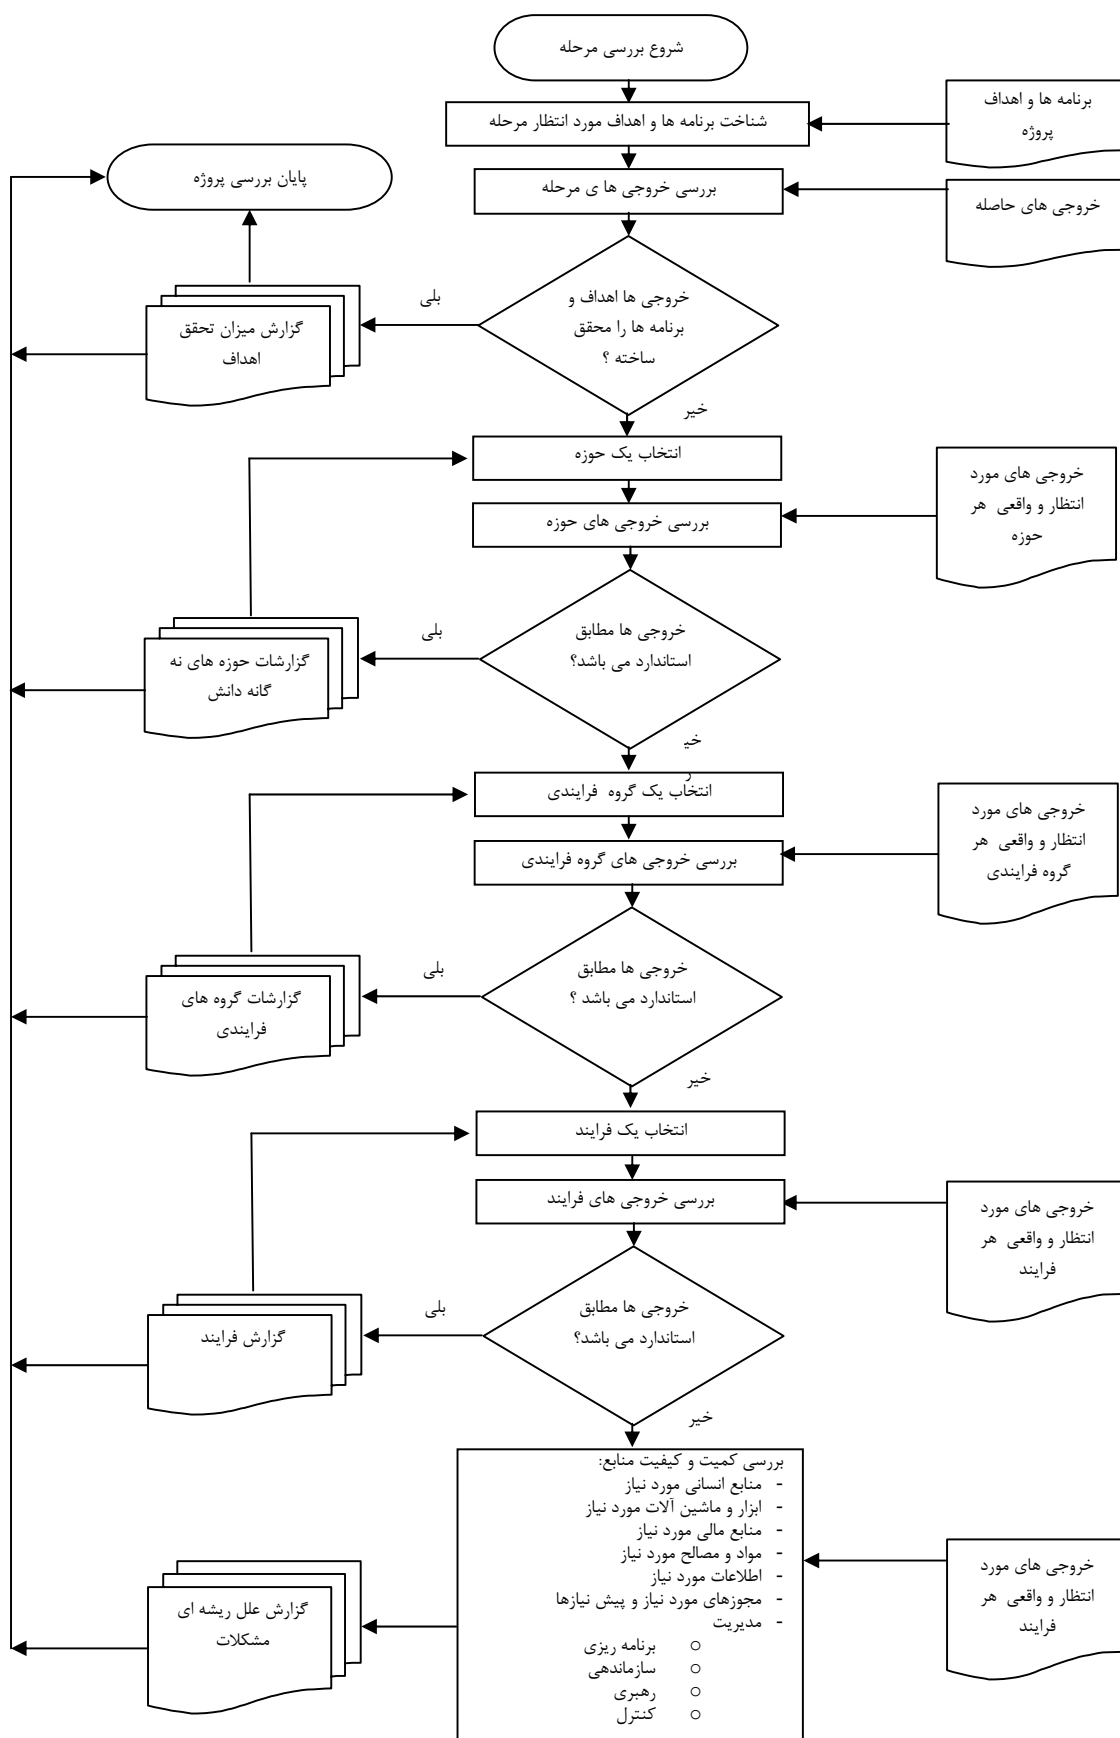 شروع بررسی مرحله
برنامه ها و اهداف
پروژه
شناخت برنامه ها و اهداف مورد انتظار مرحله
پایان بررسی پروژه
بررسی خروجی ها ی مرحله
خروجی های حاصله
خروجی ها اهداف و
برنامه ها را محقق
ساخته ؟
بلی
گزارش میزان تحقق
اهداف
خیر
انتخاب یک حوزه
خروجی های مورد
انتظار و واقعی هر
حوزه
بررسی خروجی های حوزه
خروجی ها مطابق
استاندارد می باشد؟
بلی
گزارشات حوزه های نه
گانه دانش
خی
ر
انتخاب یک گروه فرایندی
خروجی های مورد
انتظار و واقعی هر
گروه فرایندی
بررسی خروجی های گروه فرایندی
خروجی ها مطابق
استاندارد می باشد ؟
بلی
گزارشات گروه های
فرایندی
خیر
انتخاب یک فرایند
بررسی خروجی های فرایند
خروجی های مورد
انتظار و واقعی هر
فرایند
خروجی ها مطابق
استاندارد می باشد؟
بلی
گزارش فرایند
خیر
بررسی کمیت و کیفیت منابع:
- منابع انسانی مورد نیاز
- ابزار و ماشین آلات مورد نیاز
- منابع مالی مورد نیاز
- مواد و مصالح مورد نیاز
- اطلاعات مورد نیاز
- مجوزهای مورد نیاز و پیش نیازها
- مدیریت
○ برنامه ریزی
○ سازماندهی
○ رهبری
○ کنترل
خروجی های مورد
انتظار و واقعی هر
فرایند
گزارش علل ریشه ای
مشکلات